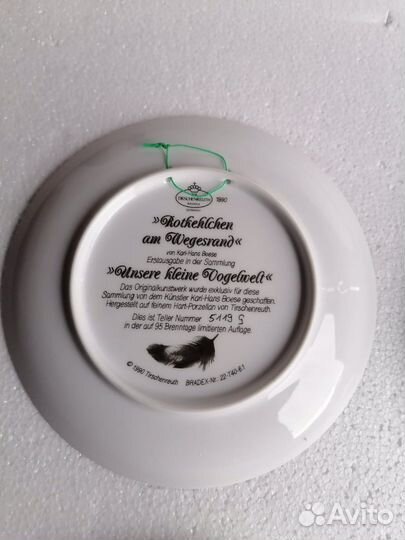 TIRSCHENREUTH
1990
»Rotkehlchen
am Wegesrand«
von Karl-Hans Boese
Erstausgabe in der Sammlung
»Unsere kleine Vogelwelt«
Das Originalkunstwerk wurde exklusiv für diese
Sammlung von dem Künstler Karl-Hans Boese geschaffen.
Hergestellt auf feinem Hart-Porzellan von Tirschenreuth.
Dies ist Teller Nummer 5119 G
in der auf 95 Brenntage limitierten Auflage.
© 1990 Tirschenreuth BRADEX-Nr. 22-T40-6.1
Avito